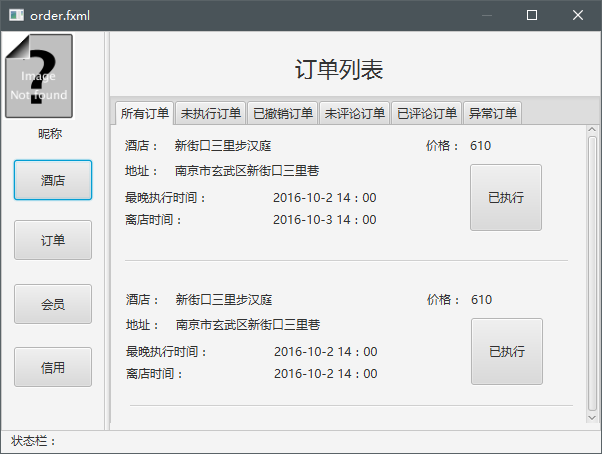 order.fxml
Image
Not found
昵称
酒店
订单
会员
信用
订单列表
所有订单 未执行订单 已撤销订单 未评论订单 已评论订单 异常订单
酒店： 新街口三里步汉庭 价格： 610
地址： 南京市玄武区新街口三里巷
最晚执行时间： 2016-10-2 14：00
离店时间： 2016-10-3 14：00
已执行
酒店： 新街口三里步汉庭 价格： 610
地址： 南京市玄武区新街口三里巷
最晚执行时间： 2016-10-2 14：00
离店时间： 2016-10-2 14：00
已执行
状态栏：